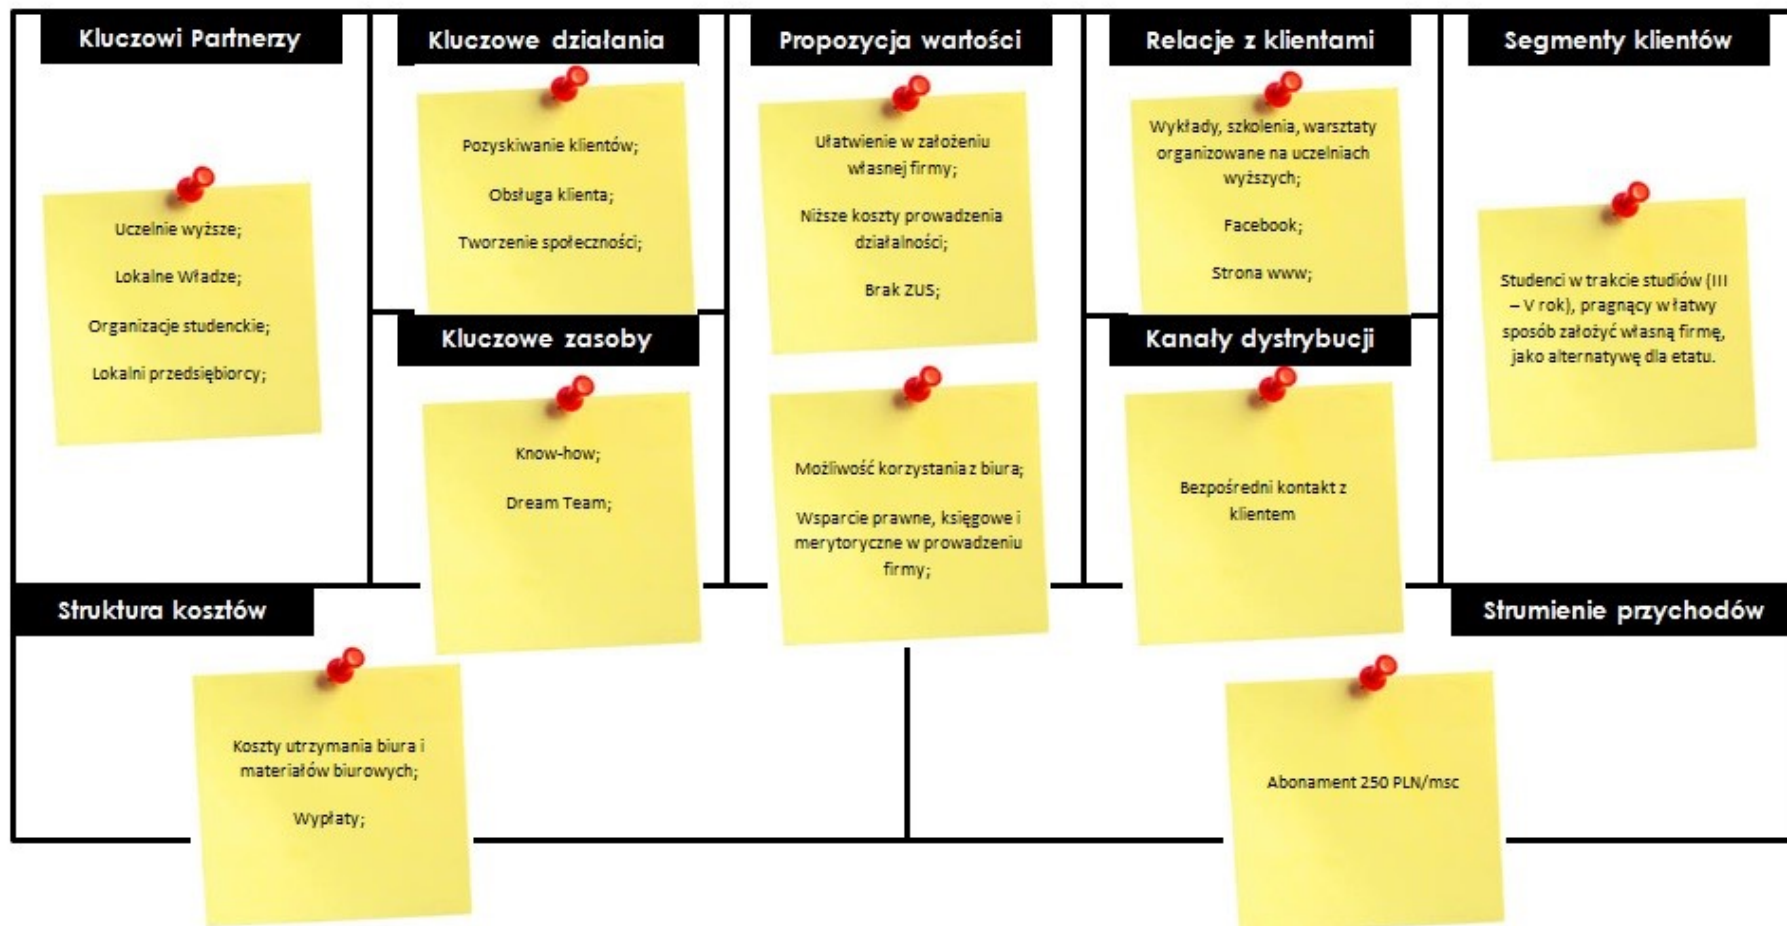 Kluczowi Partnerzy
Uczelnie wyższe;
Lokalne Władze;
Organizacje studenckie;
Lokalni przedsiębiorcy;
Kluczowe działania
Pozyskiwanie klientów;
Obsługa klienta;
Tworzenie społeczności;
Kluczowe zasoby
Know-how;
Dream Team;
Propozycja wartości
Ułatwienie w założeniu
własnej firmy;
Niższe koszty prowadzenia
działalności;
Brak ZUS;
Możliwość korzystania z biura;
Wsparcie prawne, księgowe i
merytoryczne w prowadzeniu
firmy;
Relacje z klientami
Wykłady, szkolenia, warsztaty
organizowane na uczelniach
wyższych;
Facebook;
Strona www;
Kanały dystrybucji
Bezpośredni kontakt z
klientem
Segmenty klientów
Studenci w trakcie studiów (III
– V rok), pragnący w łatwy
sposób założyć własną firmę,
jako alternatywę dla etatu.
Struktura kosztów
Koszty utrzymania biura i
materiałów biurowych;
Wypłaty;
Strumienie przychodów
Abonament 250 PLN/msc